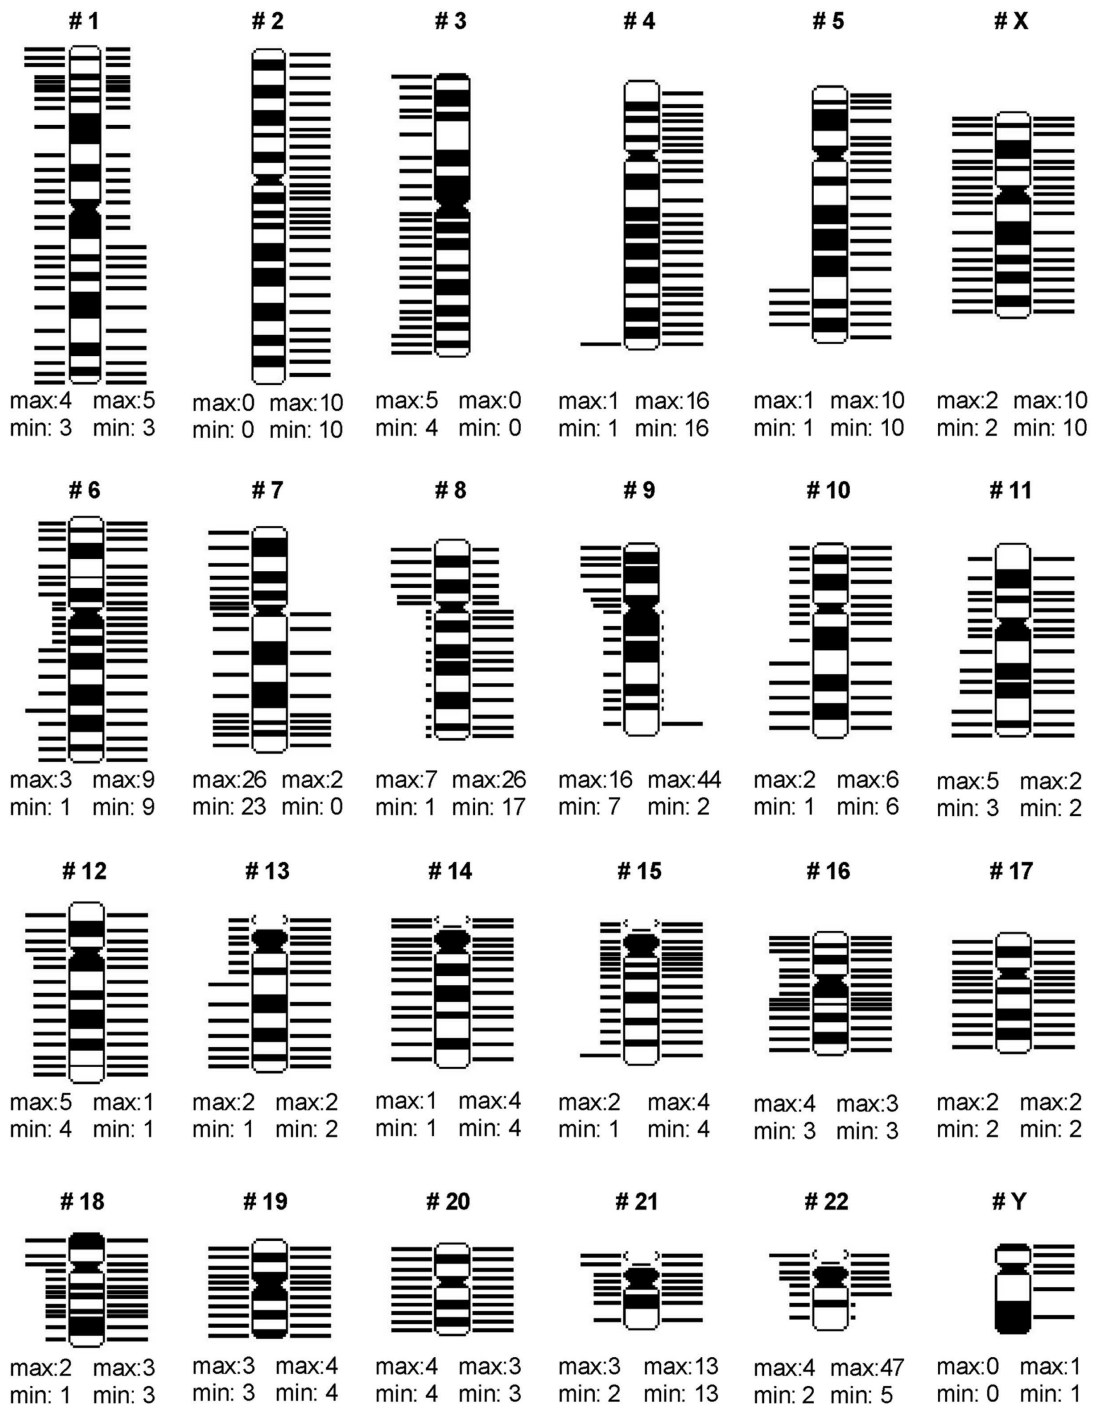 # 1 # 2 # 3 # 4 # 5 # X
max:4 max:5 max:0 max:10 max:5 max:0 max:1 max:16 max:1 max:10 max:2 max:10
min: 3 min: 3 min: 0 min: 10 min: 4 min: 0 min: 1 min: 16 min: 1 min: 10 min: 2 min: 10
# 6 # 7 # 8 # 9 # 10 # 11
max:3 max:9 max:26 max:2 max:7 max:26 max:16 max:44 max:2 max:6 max:5 max:2
min: 1 min: 9 min: 23 min: 0 min: 1 min: 17 min: 7 min: 2 min: 1 min: 6 min: 3 min: 2
# 12 # 13 # 14 # 15 # 16 # 17
max:5 max:1 max:2 max:2 max:1 max:4 max:2 max:4 max:4 max:3 max:2 max:2
min: 4 min: 1 min: 1 min: 2 min: 1 min: 4 min: 1 min: 4 min: 3 min: 3 min: 2 min: 2
# 18 # 19 # 20 # 21 # 22 # Y
max:2 max:3 max:3 max:4 max:4 max:3 max:3 max:13 max:4 max:47 max:0 max:1
min: 1 min: 3 min: 3 min: 4 min: 4 min: 3 min: 2 min: 13 min: 2 min: 5 min: 0 min: 1